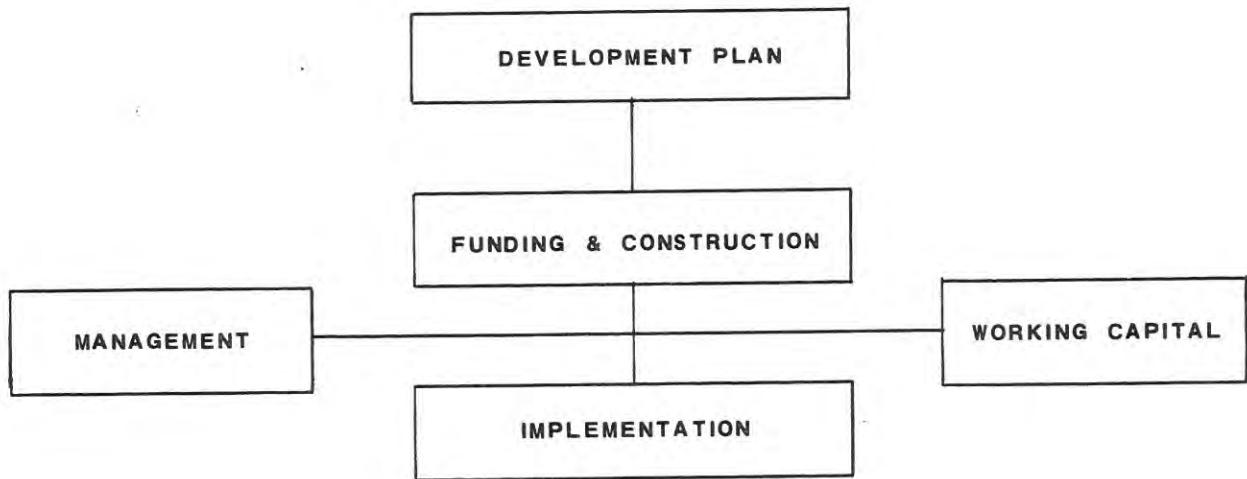 DEVELOPMENT PLAN
FUNDING & CONSTRUCTION
MANAGEMENT
WORKING CAPITAL
IMPLEMENTATION